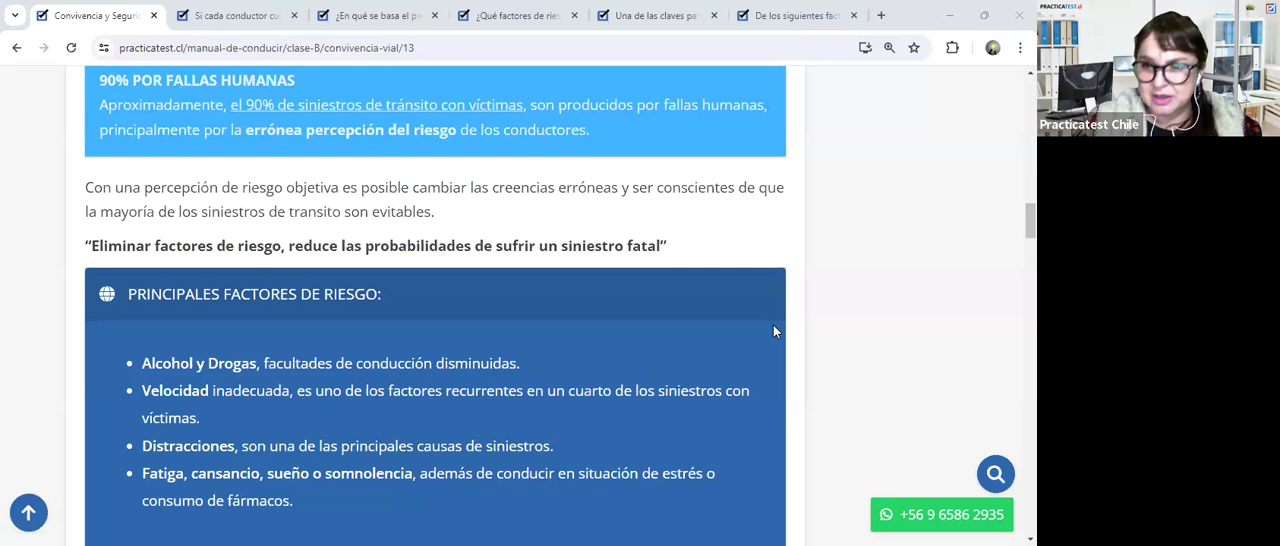 Convivencia y Seguri
Si cada conductor cu
¿En qué se basa el pr
¿Qué factores de rie
Una de las claves pa
De los siguientes fac
practicatest.cl/manual-de-conducir/clase-B/convivencia-vial/13
PRACTICATEST.cl
Practicatest Chile
90% POR FALLAS HUMANAS
Aproximadamente, el 90% de siniestros de tránsito con víctimas, son producidos por fallas humanas,
principalmente por la errónea percepción del riesgo de los conductores.
Con una percepción de riesgo objetiva es posible cambiar las creencias erróneas y ser conscientes de que
la mayoría de los siniestros de transito son evitables.
“Eliminar factores de riesgo, reduce las probabilidades de sufrir un siniestro fatal”
PRINCIPALES FACTORES DE RIESGO:
• Alcohol y Drogas, facultades de conducción disminuidas.
• Velocidad inadecuada, es uno de los factores recurrentes en un cuarto de los siniestros con
víctimas.
• Distracciones, son una de las principales causas de siniestros.
• Fatiga, cansancio, sueño o somnolencia, además de conducir en situación de estrés o
consumo de fármacos.
+56 9 6586 2935